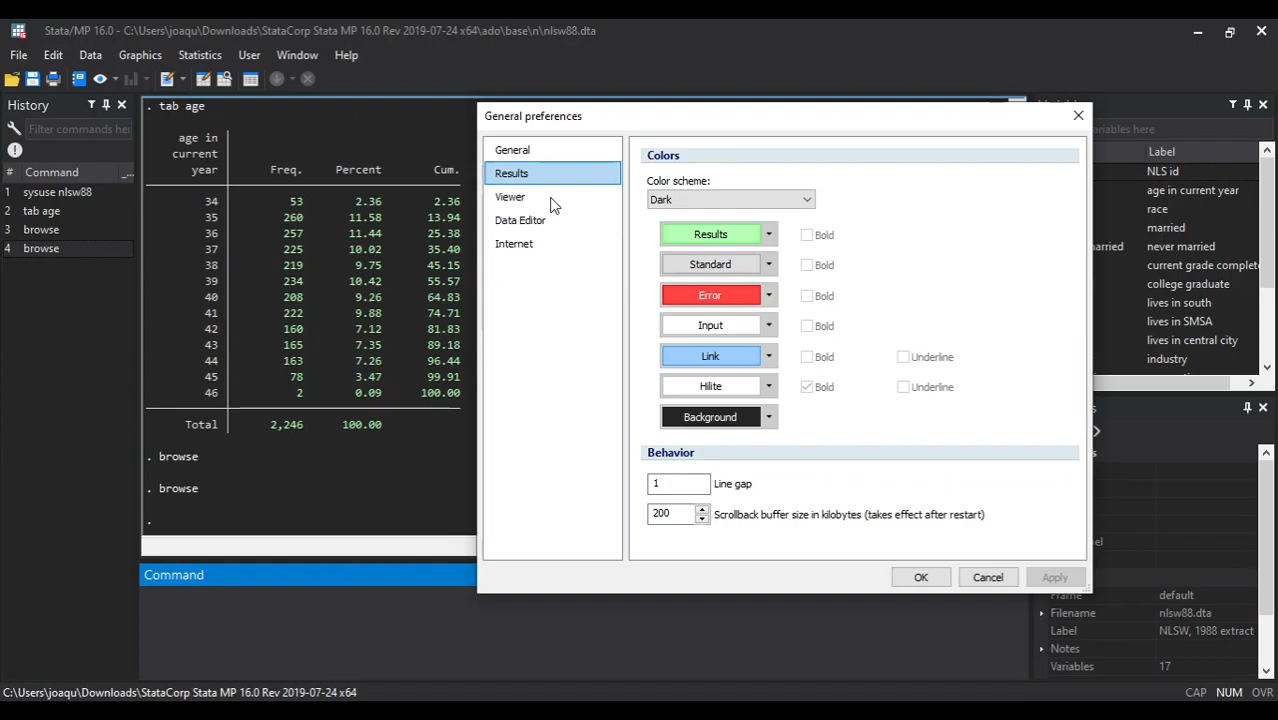 Stata/MP 16.0 - C:\Users\joaqu\Downloads\StataCorp Stata MP 16.0 Rev 2019-07-24 x64\ado\base\n\nlsw88.dta
File Edit Data Graphics Statistics User Window Help
History
Filter commands here
# Command
1 sysuse nlsw88
2 tab age
3 browse
4 browse
. tab age
age in
current
year Freq. Percent Cum.
34 53 2.36 2.36
35 260 11.58 13.94
36 257 11.44 25.38
37 225 10.02 35.40
38 219 9.75 45.15
39 234 10.42 55.57
40 208 9.26 64.83
41 222 9.88 74.71
42 160 7.12 81.83
43 165 7.35 89.18
44 163 7.26 96.44
45 78 3.47 99.91
46 2 0.09 100.00
Total 2,246 100.00
. browse
. browse
.
Command
General preferences
General
Results
Viewer
Data Editor
Internet
Colors
Color scheme:
Dark
Results Bold
Standard Bold
Error Bold
Input Bold
Link Bold Underline
Hilite Bold Underline
Background
Behavior
1 Line gap
200 Scrollback buffer size in kilobytes (takes effect after restart)
OK Cancel Apply
variables here
Label
NLS id
age in current year
race
married
married never married
current grade complete
college graduate
lives in south
lives in SMSA
lives in central city
industry
Frame default
Filename nlsw88.dta
Label NLSW, 1988 extract
Notes
Variables 17
C:\Users\joaqu\Downloads\StataCorp Stata MP 16.0 Rev 2019-07-24 x64
CAP NUM OVR